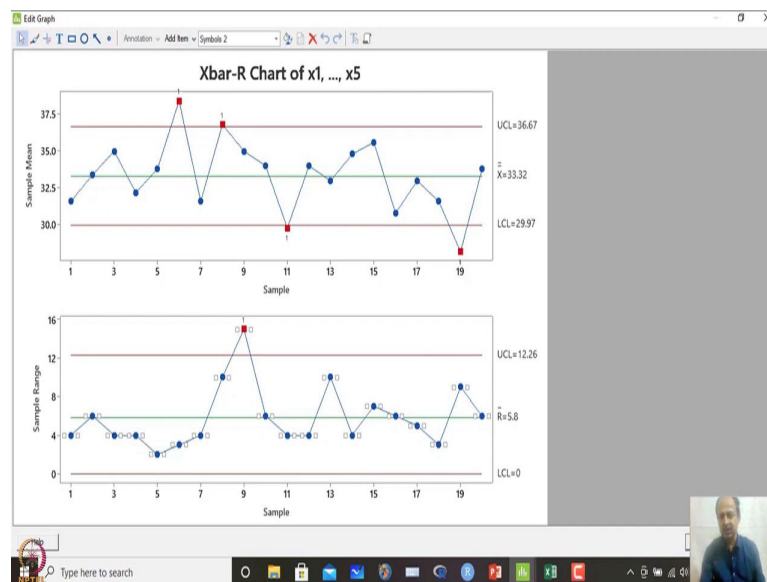 Edit Graph
T Annotation Add Item Symbols 2
Xbar-R Chart of x1, ..., x5
Sample Mean
37.5
35.0
32.5
30.0
1
1
1
1
UCL=36.67
X=33.32
LCL=29.97
1 3 5 7 9 11 13 15 17 19
Sample
Sample Range
16
12
8
4
0
1
UCL=12.26
R=5.8
LCL=0
1 3 5 7 9 11 13 15 17 19
Sample
NPTEL
Type here to search